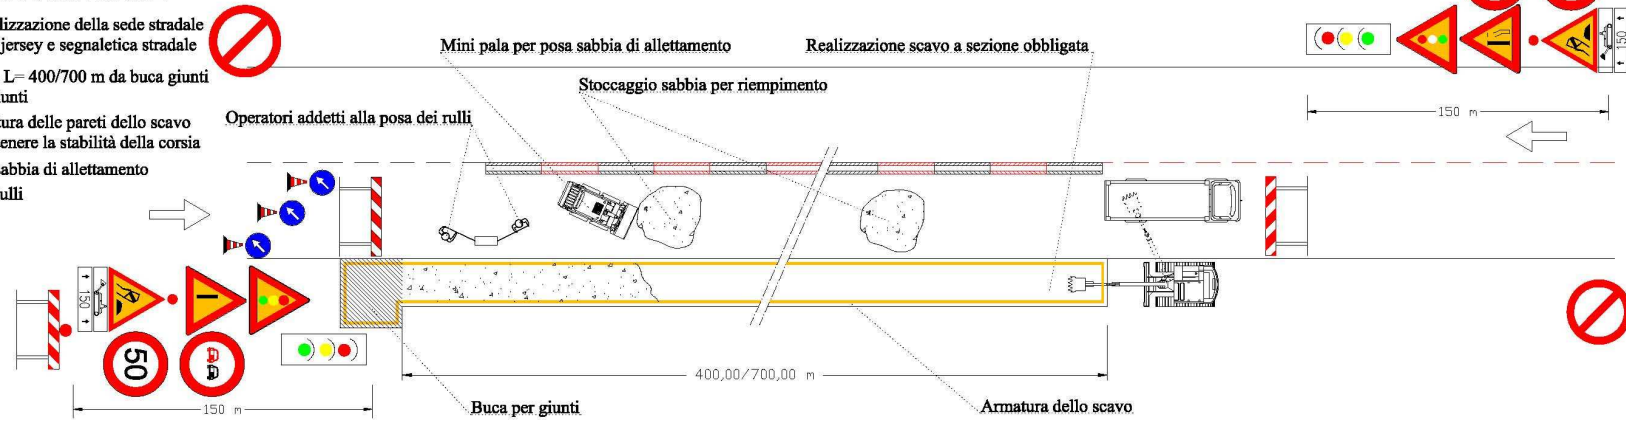 lizzazione della sede stradale
jersey e segnaletica stradale
L= 400/700 m da buca giunti
unti
tura delle pareti dello scavo
enere la stabilità della corsia
sabbia di allettamento
ulli
Mini pala per posa sabbia di allettamento
Realizzazione scavo a sezione obbligata
Stoccaggio sabbia per riempimento
Operatori addetti alla posa dei rulli
150
150 m
150
50
150 m
400,00/700,00 m
Buca per giunti
Armatura dello scavo